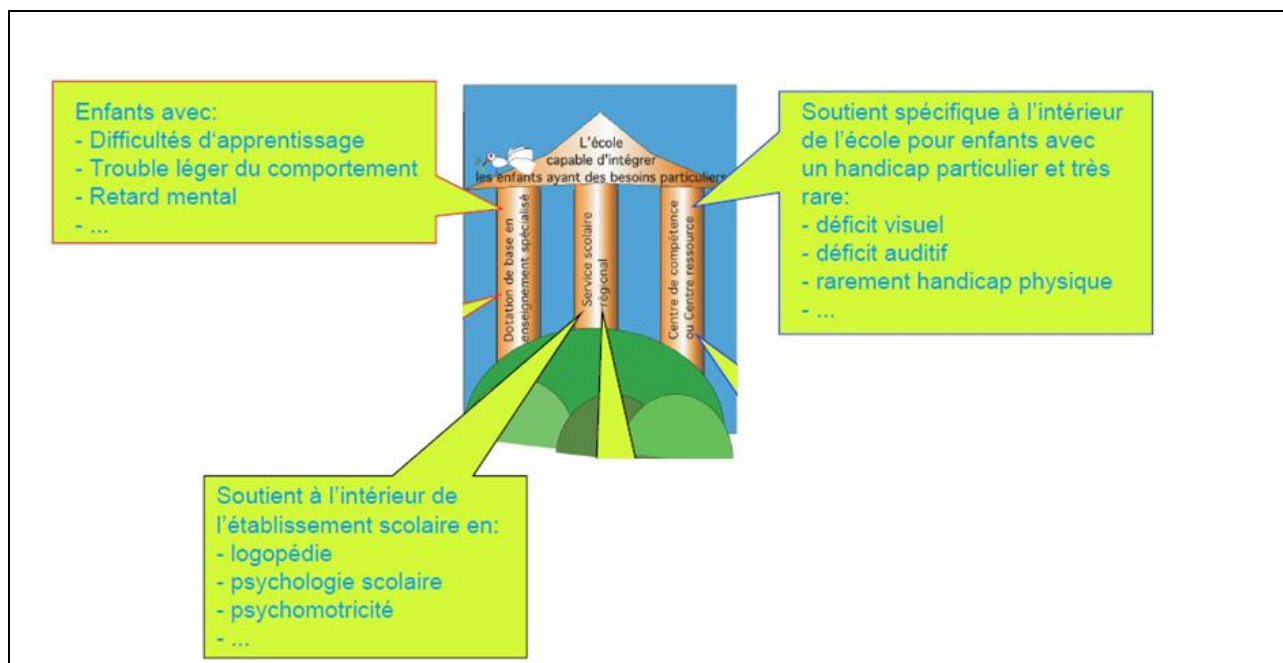 Enfants avec:
- Difficultés d'apprentissage
- Trouble léger du comportement
- Retard mental
- ...
L'école
capable d'intégrer
les enfants ayant des besoins particuliers
Dotation de base en
enseignement spécialisé
Service scolaire
régional
Centre de compétence
ou Centre ressource
Soutient spécifique à l'intérieur
de l'école pour enfants avec
un handicap particulier et très
rare:
- déficit visuel
- déficit auditif
- rarement handicap physique
- ...
Soutient à l'intérieur de
l'établissement scolaire en:
- logopédie
- psychologie scolaire
- psychomotricité
- ...